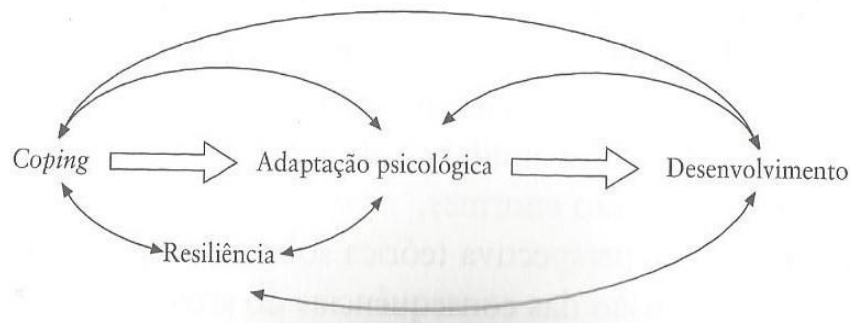 Coping
Adaptação psicológica
Desenvolvimento
Resiliência